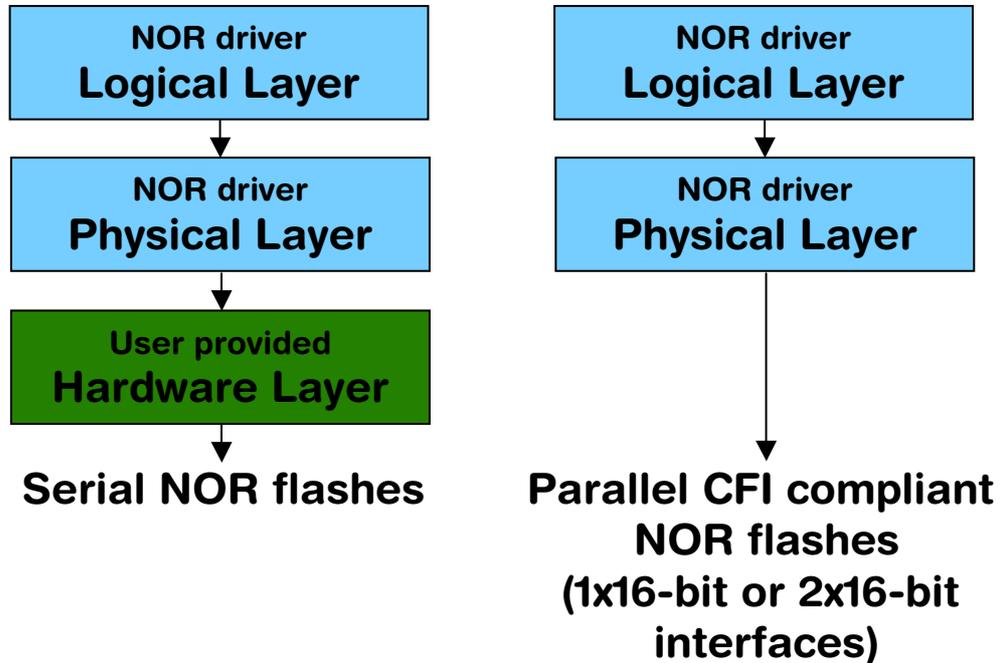 NOR driver
Logical Layer
NOR driver
Physical Layer
User provided
Hardware Layer
Serial NOR flashes
NOR driver
Logical Layer
NOR driver
Physical Layer
Parallel CFI compliant
NOR flashes
(1x16-bit or 2x16-bit
interfaces)